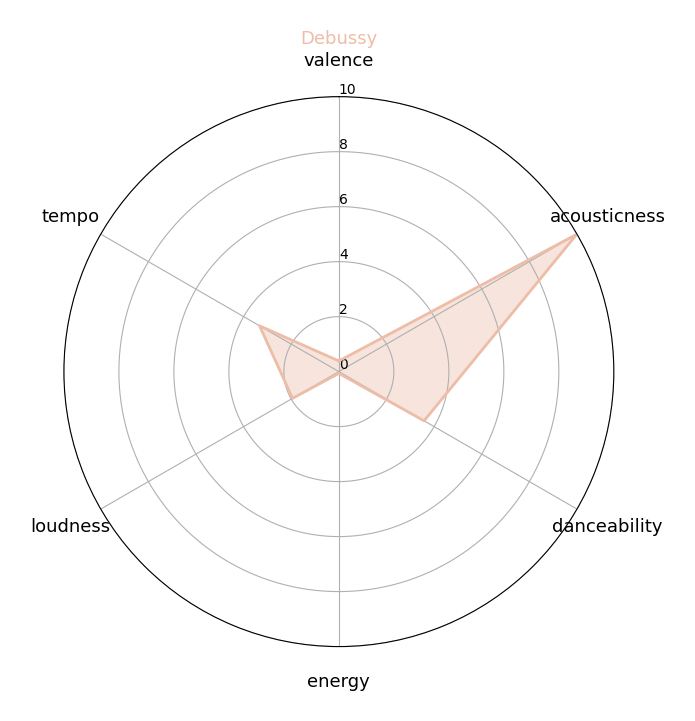 Debussy
valence
10
8
6
4
2
0
tempo
acousticness
loudness
danceability
energy